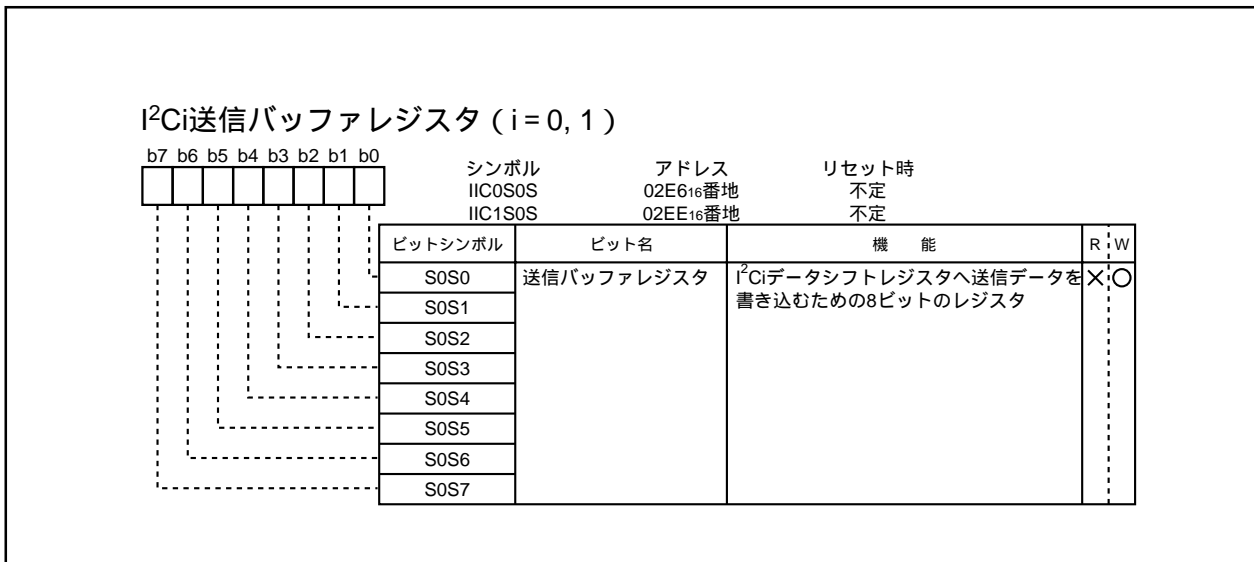 I²Ci送信バッファレジスタ（i = 0, 1）
b7 b6 b5 b4 b3 b2 b1 b0
シンボル アドレス リセット時
IIC0S0S 02E6₁₆番地 不定
IIC1S0S 02EE₁₆番地 不定
ビットシンボル ビット名 機 能 R W
S0S0 送信バッファレジスタ I²Ciデータシフトレジスタへ送信データを × ○
S0S1 書き込むための8ビットのレジスタ
S0S2
S0S3
S0S4
S0S5
S0S6
S0S7